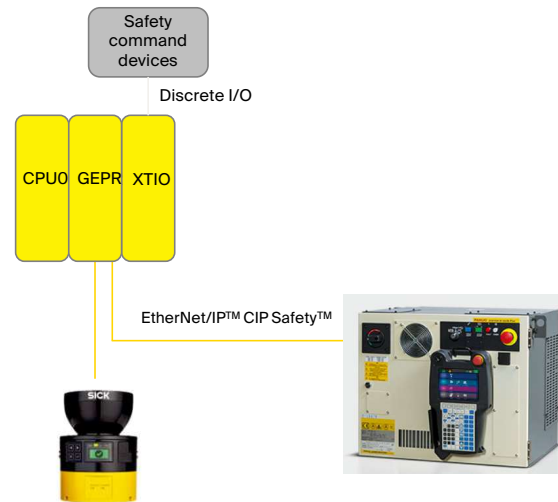 Safety
command
devices
Discrete I/O
CPU0 GEPR XTIO
EtherNet/IP™ CIP Safety™
SICK